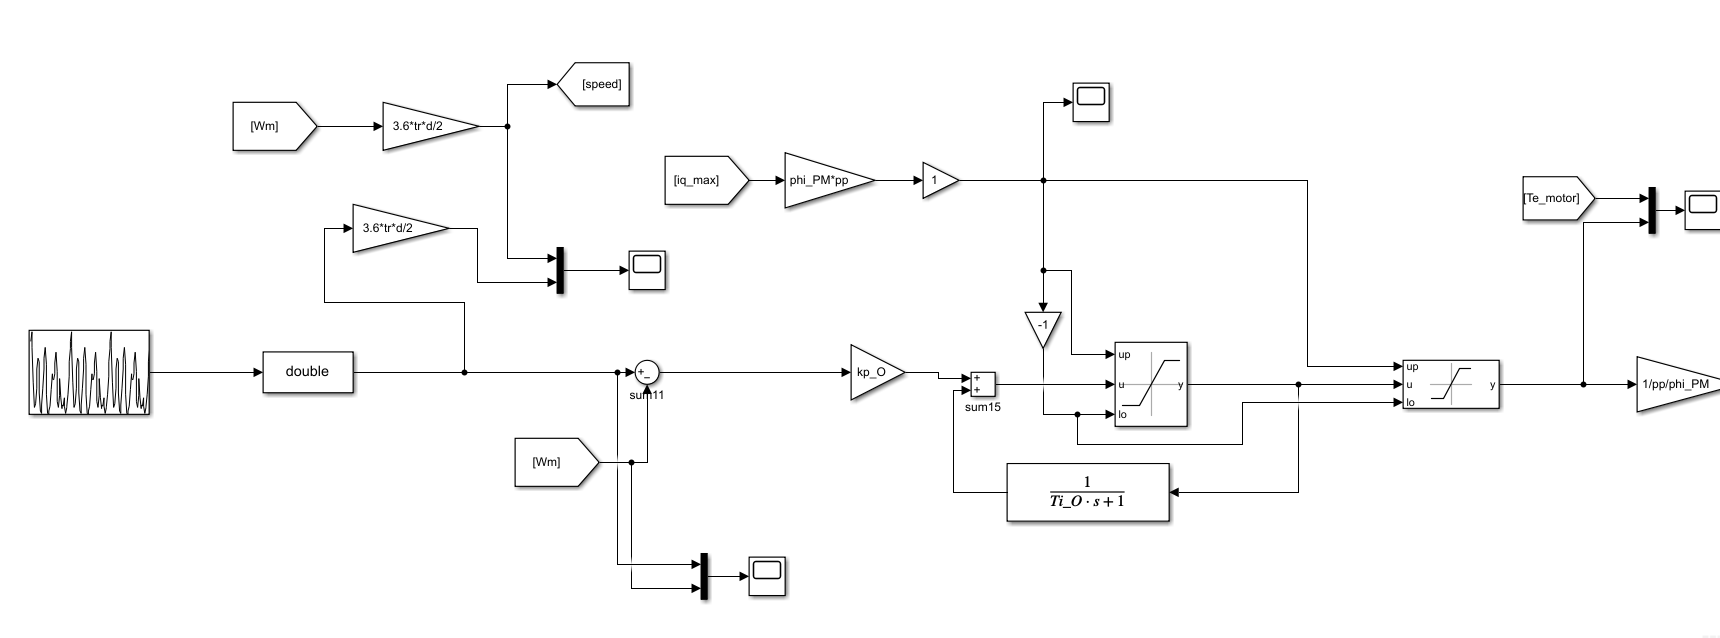 [speed]
[Wm]
3.6*tr*d/2
[iq_max]
phi_PM*pp
1
[Te_motor]
3.6*tr*d/2
-1
up
u
y
lo
double
+
-
sum11
kp_O
+
+
sum15
up
u
y
lo
1/pp/phi_PM
[Wm]
1
Ti_O · s + 1